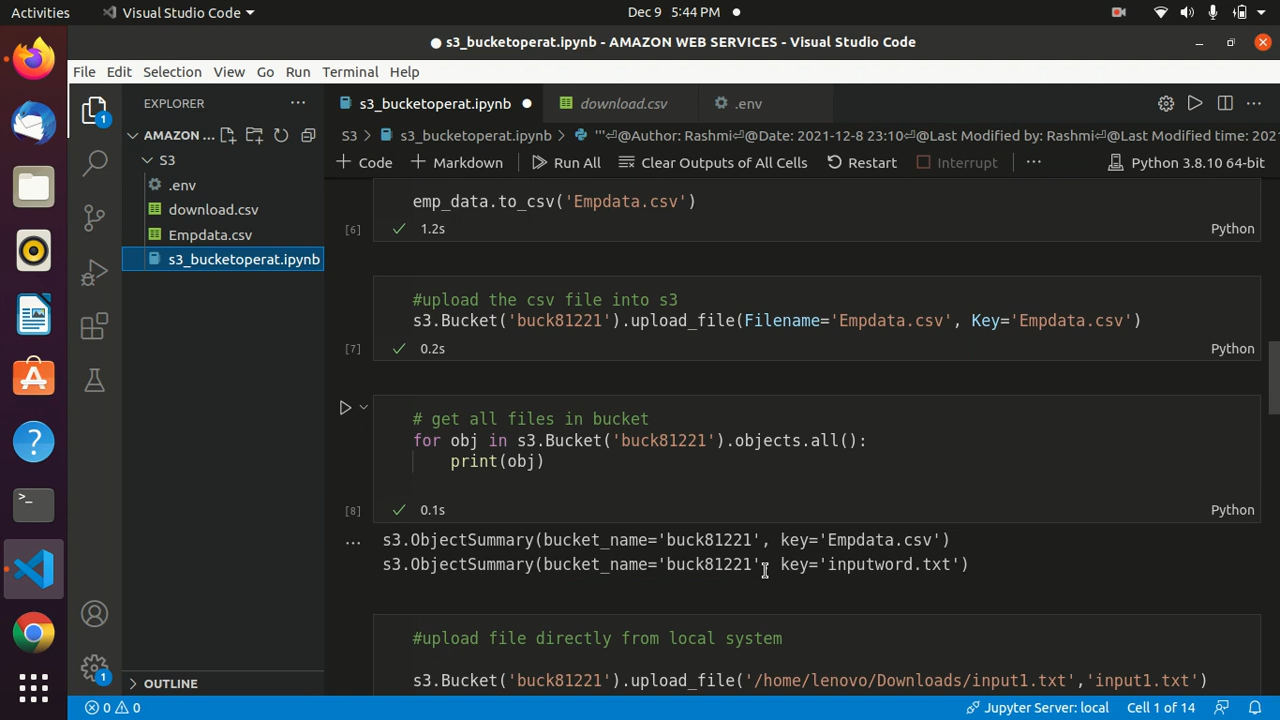 Activities
Visual Studio Code
Dec 9 5:44 PM
s3_bucketoperat.ipynb - AMAZON WEB SERVICES - Visual Studio Code
File Edit Selection View Go Run Terminal Help
EXPLORER
s3_bucketoperat.ipynb
download.csv
.env
AMAZON ...
S3 > s3_bucketoperat.ipynb > '''⏎@Author: Rashmi⏎@Date: 2021-12-8 23:10⏎@Last Modified by: Rashmi⏎@Last Modified time: 202
S3
.env
download.csv
Empdata.csv
s3_bucketoperat.ipynb
+ Code + Markdown Run All Clear Outputs of All Cells Restart Interrupt ... Python 3.8.10 64-bit
emp_data.to_csv('Empdata.csv')
[6] 1.2s Python
#upload the csv file into s3
s3.Bucket('buck81221').upload_file(Filename='Empdata.csv', Key='Empdata.csv')
[7] 0.2s Python
# get all files in bucket
for obj in s3.Bucket('buck81221').objects.all():
print(obj)
[8] 0.1s Python
... s3.ObjectSummary(bucket_name='buck81221', key='Empdata.csv')
s3.ObjectSummary(bucket_name='buck81221', key='inputword.txt')
#upload file directly from local system
s3.Bucket('buck81221').upload_file('/home/lenovo/Downloads/input1.txt','input1.txt')
OUTLINE
0 0
Jupyter Server: local Cell 1 of 14
1
1